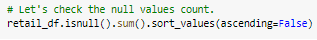 # Let's check the null values count.
retail_df.isnull().sum().sort_values(ascending=False)